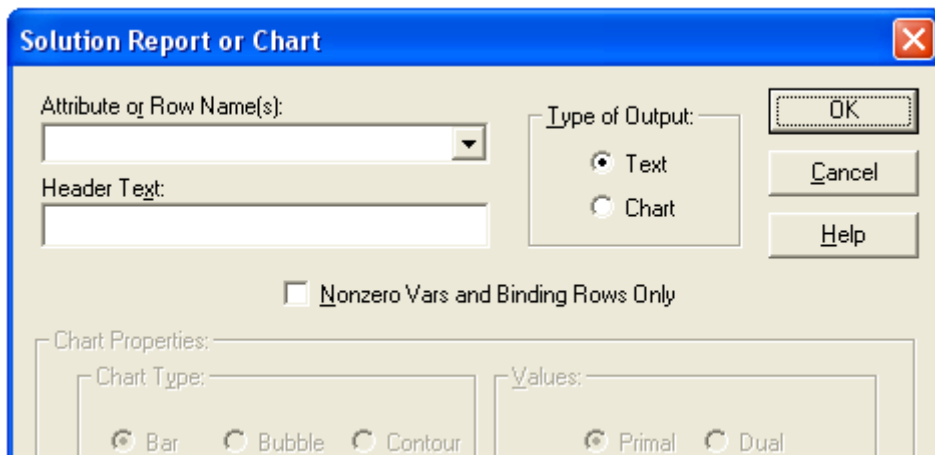 Solution Report or Chart
Attribute or Row Name(s):
Type of Output:
OK
Text
Cancel
Header Text:
Chart
Help
Nonzero Vars and Binding Rows Only
Chart Properties:
Chart Type:
Values:
Bar Bubble Contour
Primal Dual